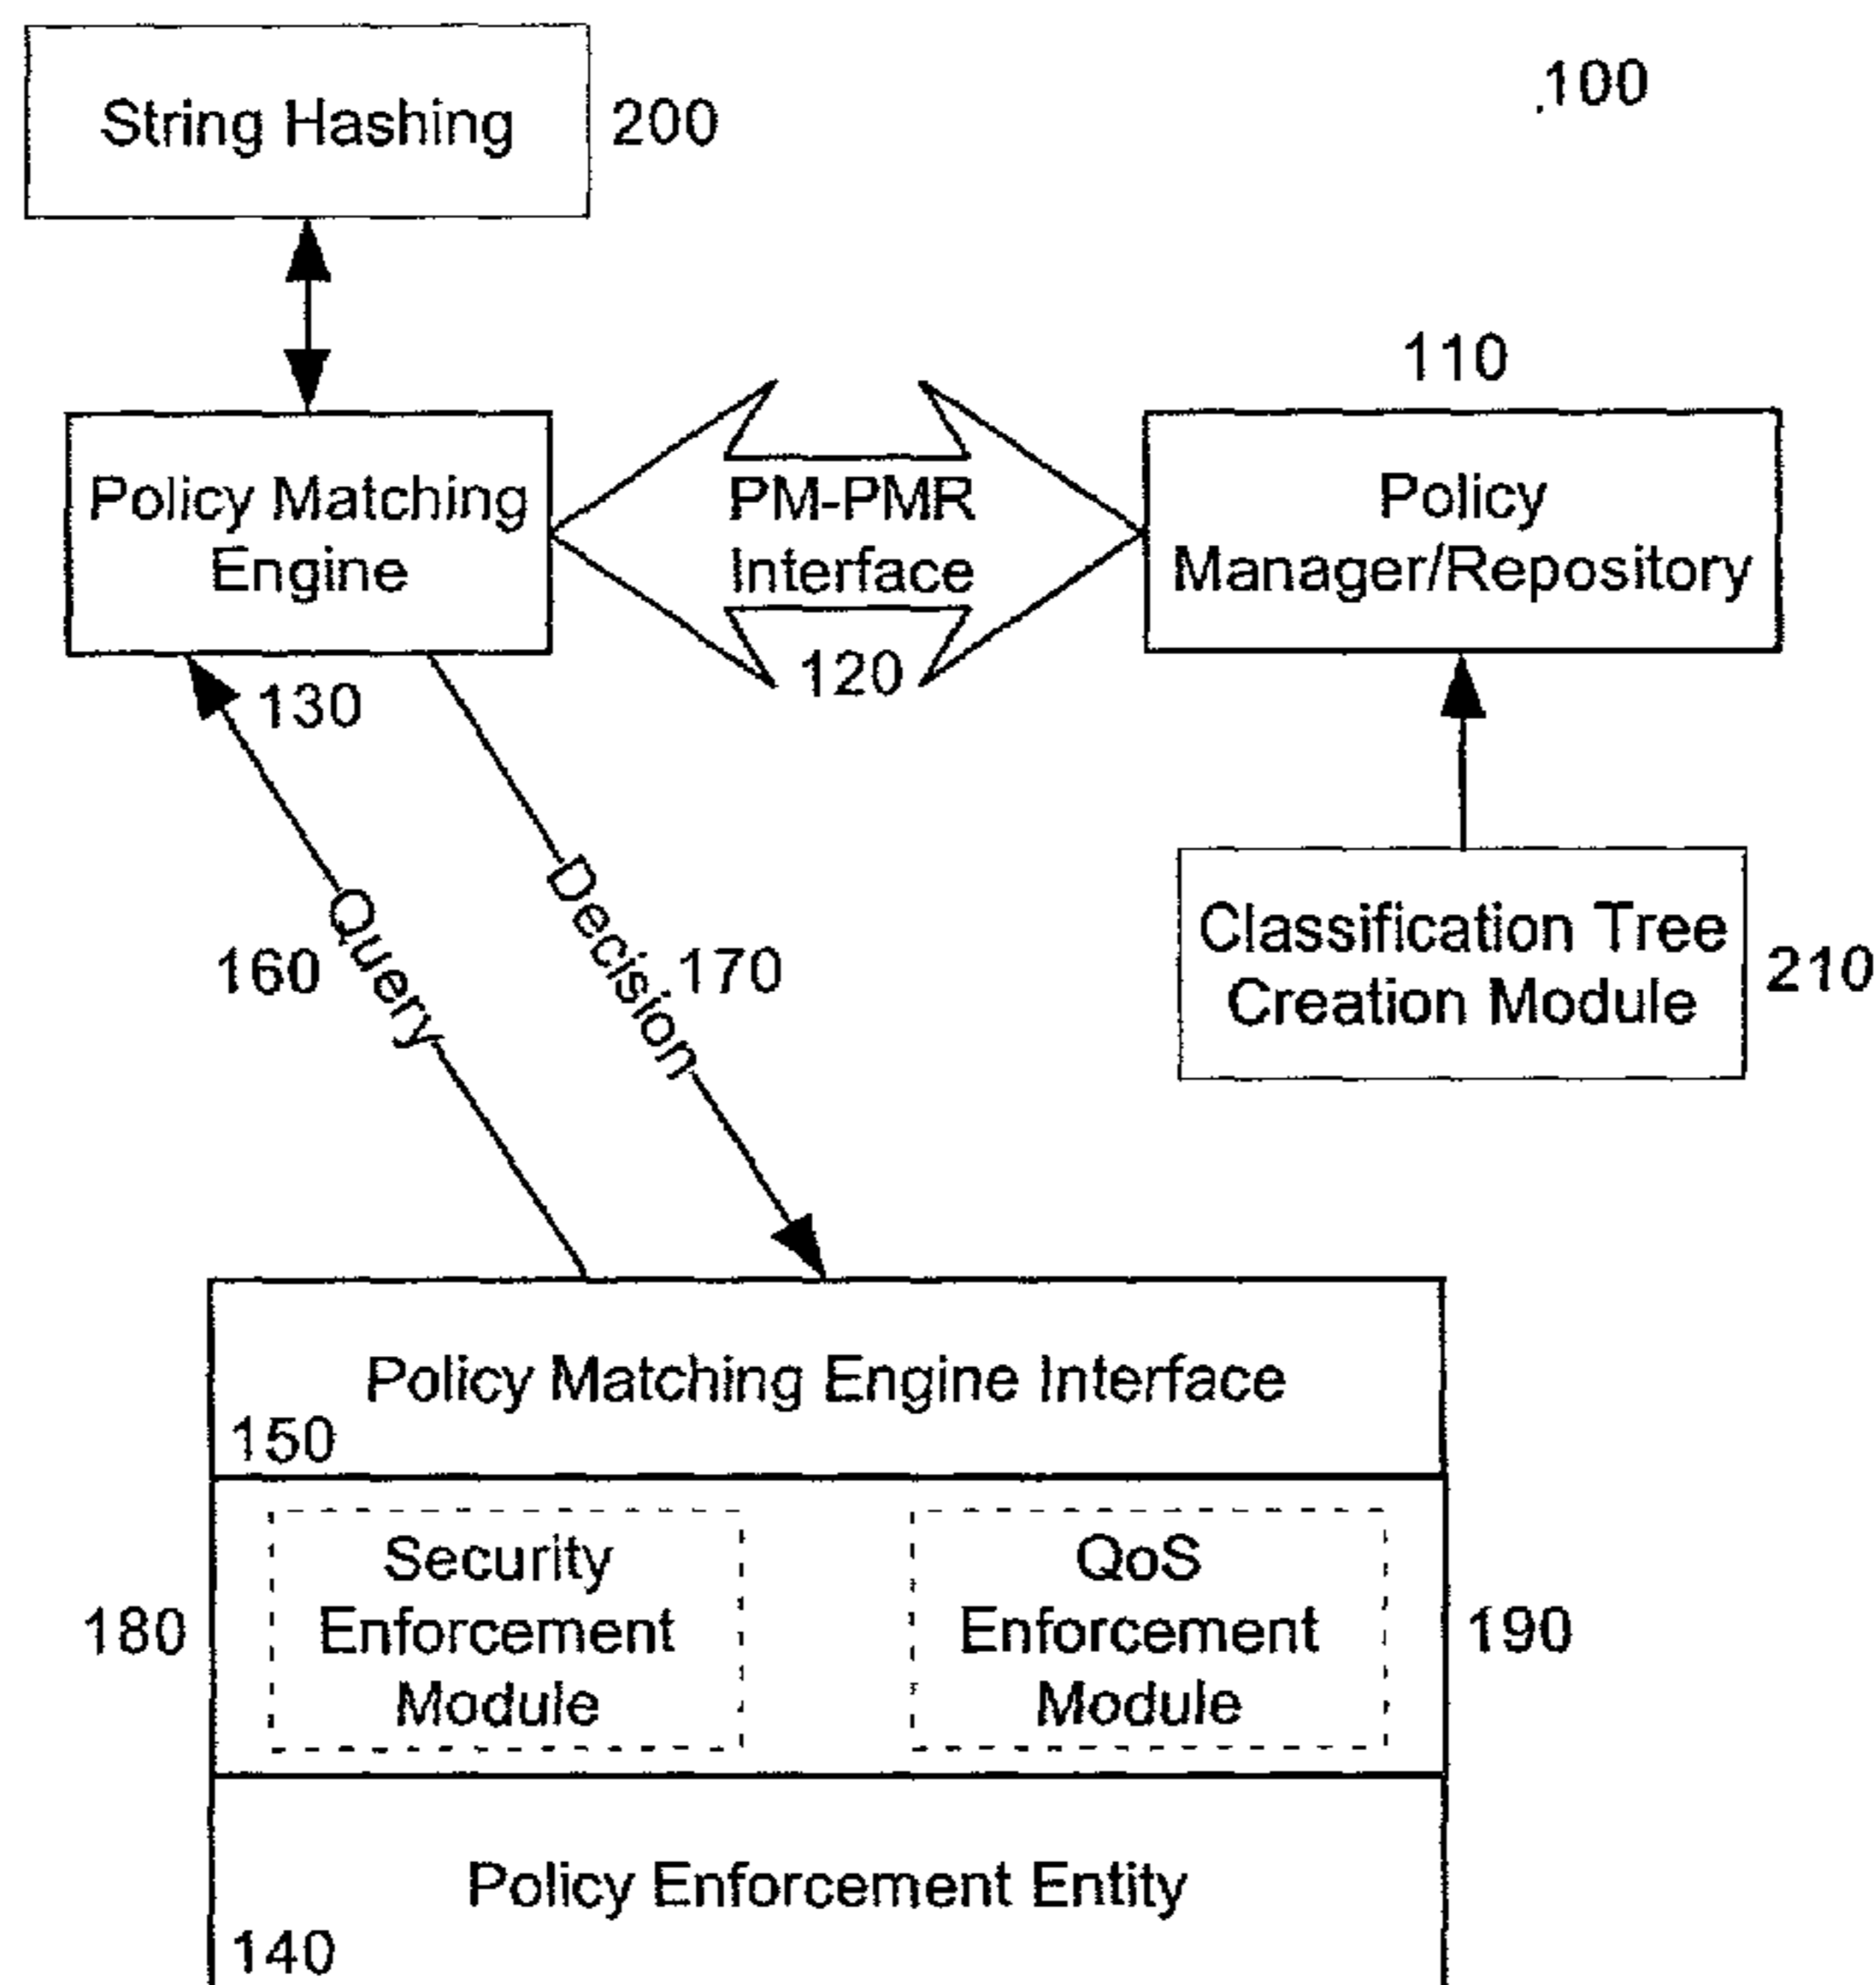 String Hashing
200
.100
110
Policy Matching
Engine
PM-PMR
Interface
Policy
Manager/Repository
120
130
Query
Decision
160
170
Classification Tree
Creation Module
210
Policy Matching Engine Interface
150
Security
Enforcement
Module
QoS
Enforcement
Module
180
190
Policy Enforcement Entity
140